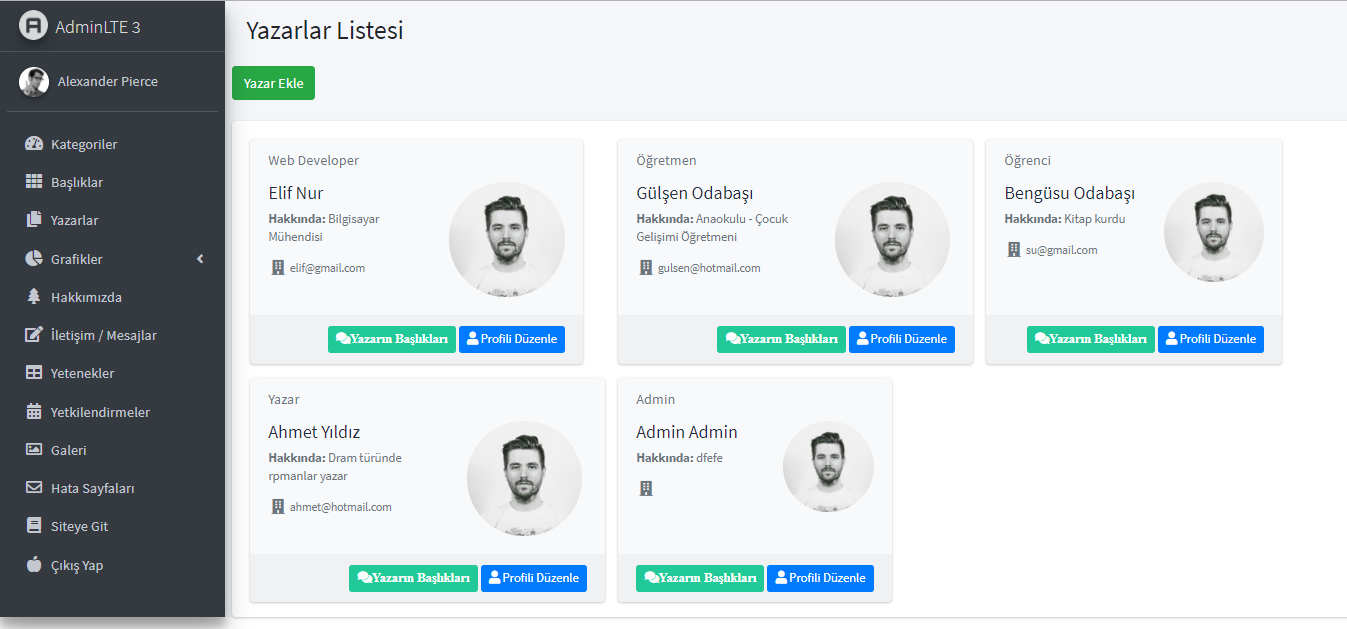 AdminLTE 3
Alexander Pierce
Kategoriler
Başlıklar
Yazarlar
Grafikler
Hakkımızda
İletişim / Mesajlar
Yetenekler
Yetkilendirmeler
Galeri
Hata Sayfaları
Siteye Git
Çıkış Yap
Yazarlar Listesi
Yazar Ekle
Web Developer
Elif Nur
Hakkında: Bilgisayar
Mühendisi
elif@gmail.com
Yazarın Başlıkları Profili Düzenle
Öğretmen
Gülşen Odabaşı
Hakkında: Anaokulu - Çocuk
Gelişimi Öğretmeni
gulsen@hotmail.com
Yazarın Başlıkları Profili Düzenle
Öğrenci
Bengüsu Odabaşı
Hakkında: Kitap kurdu
su@gmail.com
Yazarın Başlıkları Profili Düzenle
Yazar
Ahmet Yıldız
Hakkında: Dram türünde
rpmanlar yazar
ahmet@hotmail.com
Yazarın Başlıkları Profili Düzenle
Admin
Admin Admin
Hakkında: dfefe
Yazarın Başlıkları Profili Düzenle